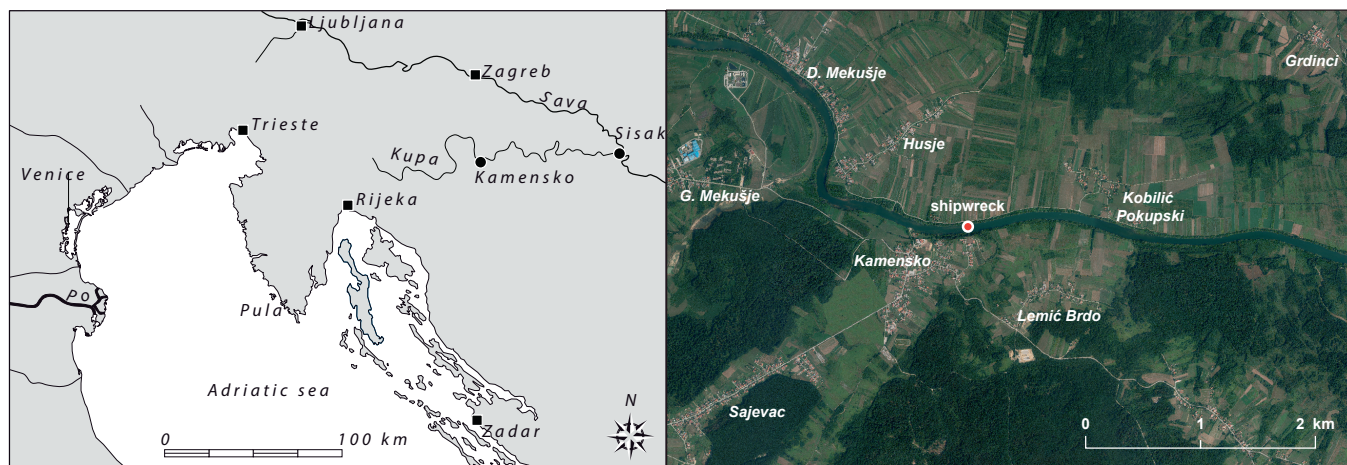 Ljubljana
Zagreb
Sava
Trieste
Sisak
Kupa
Kamensko
Venice
Rijeka
Po
Pula
Adriatic sea
N
Zadar
0 100 km
Grdinci
D. Mekušje
Husje
G. Mekušje
Kobilić
Pokupski
shipwreck
Kamensko
Lemić Brdo
Sajevac
0 1 2 km